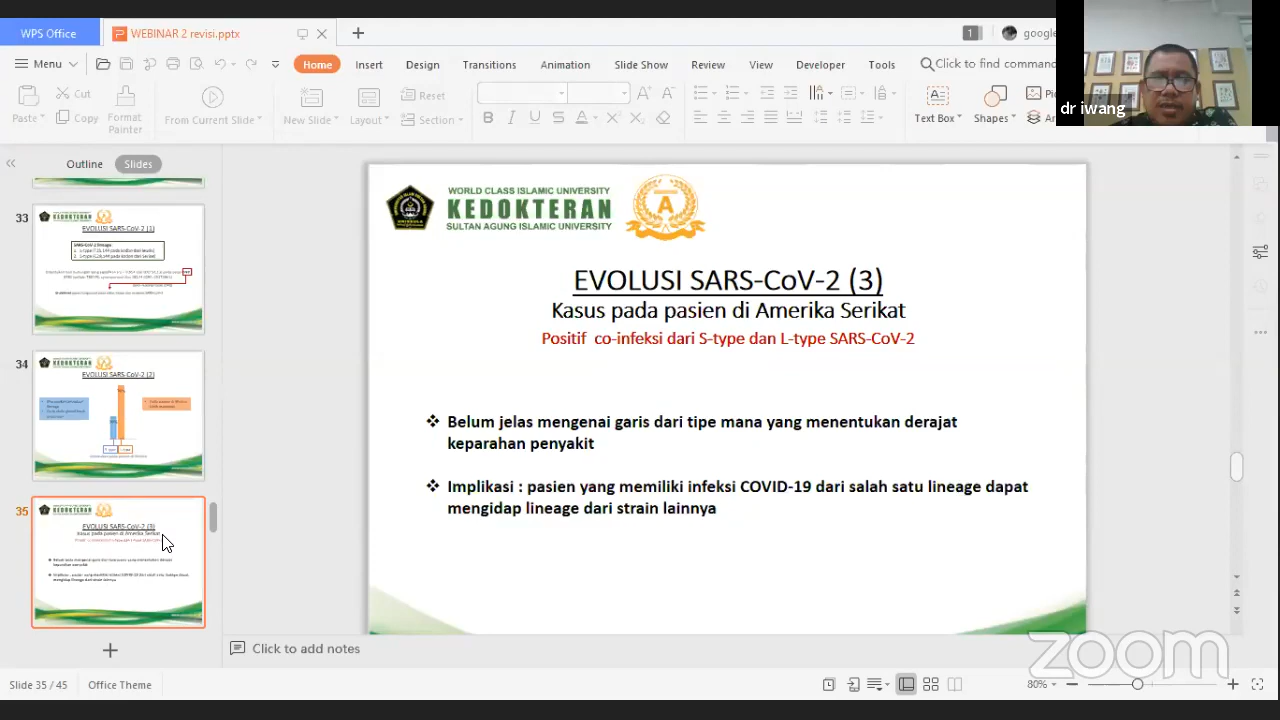 WPS Office
WEBINAR 2 revisi.pptx
1
google
Menu
Home
Insert
Design
Transitions
Animation
Slide Show
Review
View
Developer
Tools
Click to find command
Paste
Cut
Format
Painter
From Current Slide
New Slide
Layout
Reset
Section
B I U S A
Text Box
Shapes
dr iwang
Outline
Slides
33
EVOLUSI SARS-CoV-2 (1)
34
EVOLUSI SARS-CoV-2 (2)
35
EVOLUSI SARS-CoV-2 (3)
Kasus pada pasien di Amerika Serikat
WORLD CLASS ISLAMIC UNIVERSITY
KEDOKTERAN
SULTAN AGUNG ISLAMIC UNIVERSITY
A
EVOLUSI SARS-CoV-2 (3)
Kasus pada pasien di Amerika Serikat
Positif co-infeksi dari S-type dan L-type SARS-CoV-2
❖ Belum jelas mengenai garis dari tipe mana yang menentukan derajat
keparahan penyakit
❖ Implikasi : pasien yang memiliki infeksi COVID-19 dari salah satu lineage dapat
mengidap lineage dari strain lainnya
Click to add notes
zoom
Slide 35 / 45
Office Theme
80%